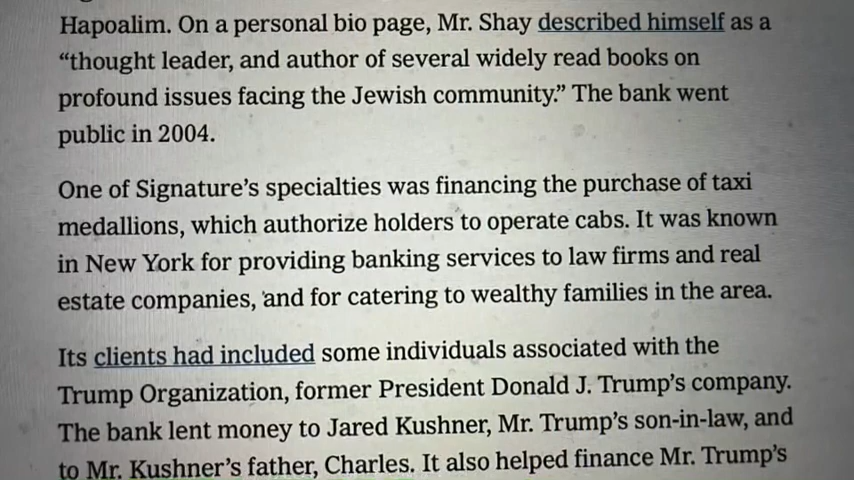 Hapoalim. On a personal bio page, Mr. Shay described himself as a
“thought leader, and author of several widely read books on
profound issues facing the Jewish community.” The bank went
public in 2004.
One of Signature’s specialties was financing the purchase of taxi
medallions, which authorize holders to operate cabs. It was known
in New York for providing banking services to law firms and real
estate companies, and for catering to wealthy families in the area.
Its clients had included some individuals associated with the
Trump Organization, former President Donald J. Trump’s company.
The bank lent money to Jared Kushner, Mr. Trump’s son-in-law, and
to Mr. Kushner’s father, Charles. It also helped finance Mr. Trump’s